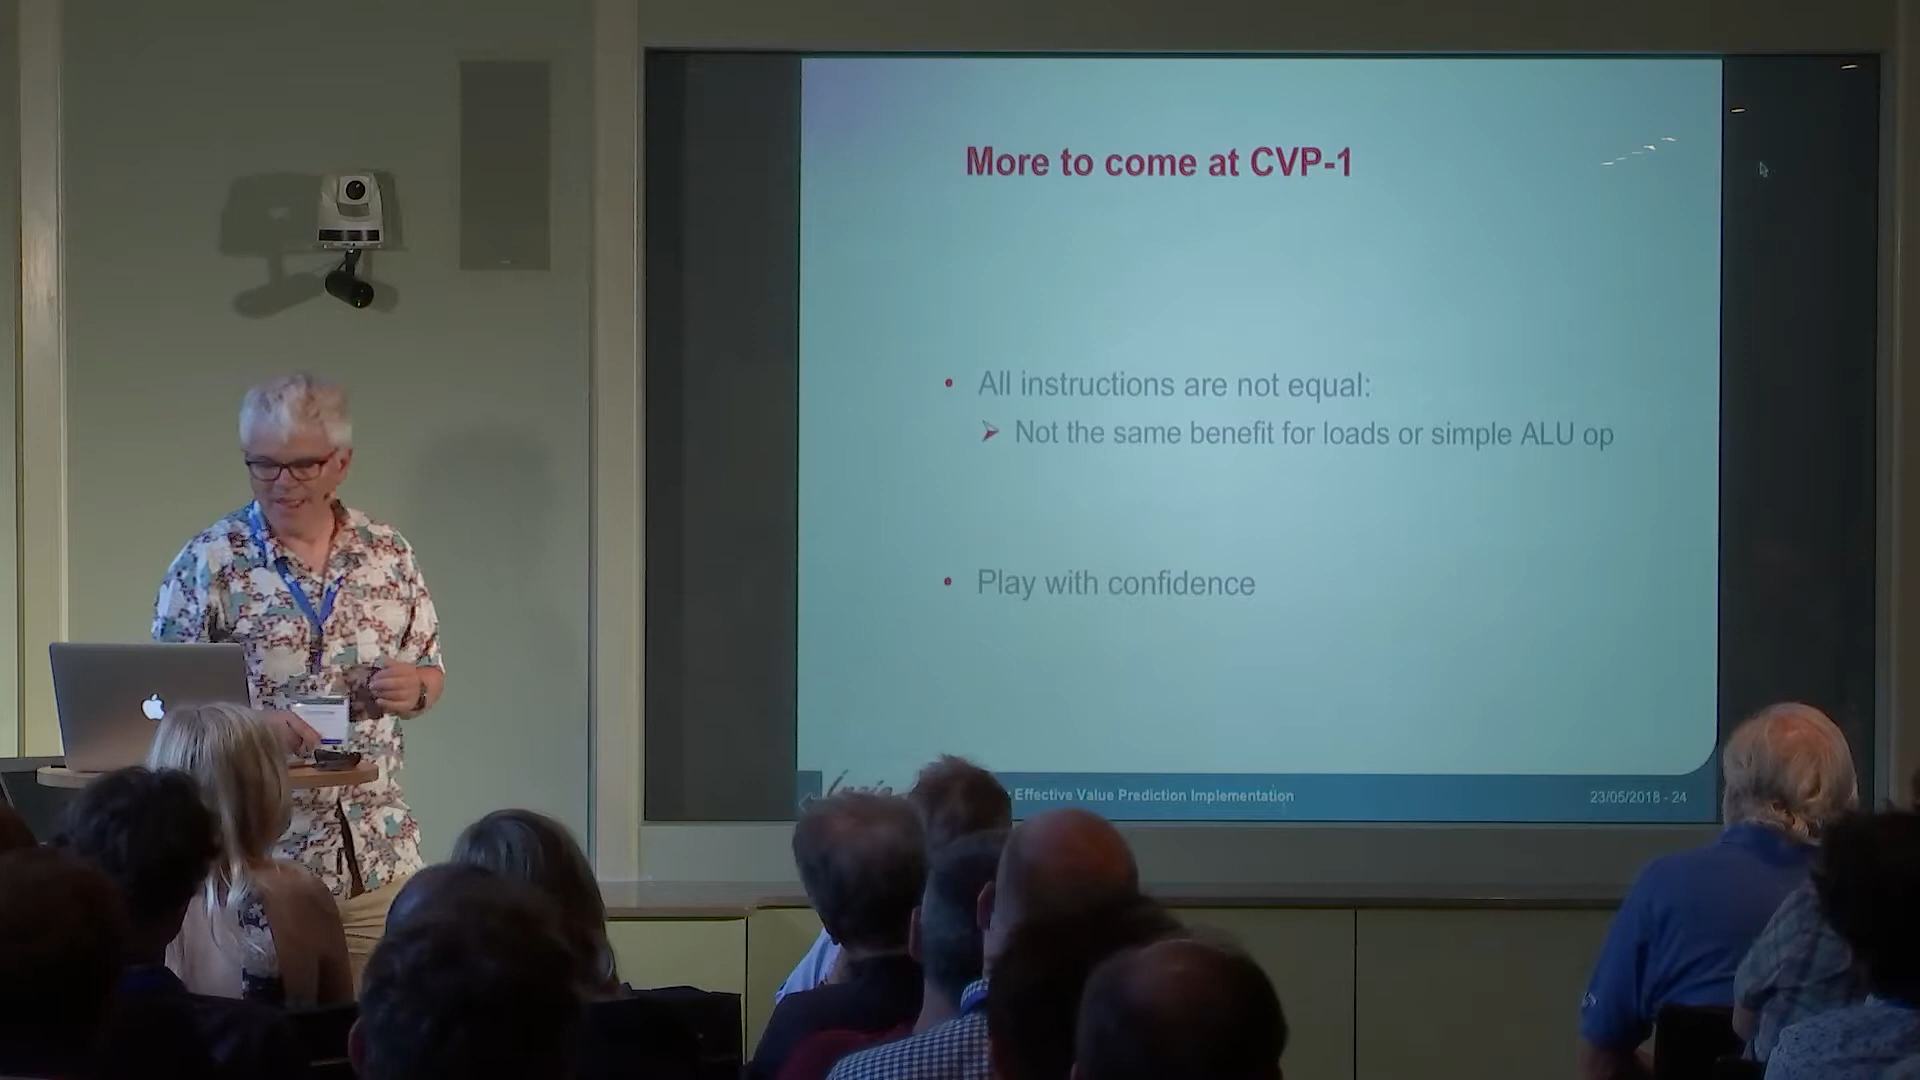 More to come at CVP-1
• All instructions are not equal:
➢ Not the same benefit for loads or simple ALU op
• Play with confidence
Effective Value Prediction Implementation
23/05/2018 - 24